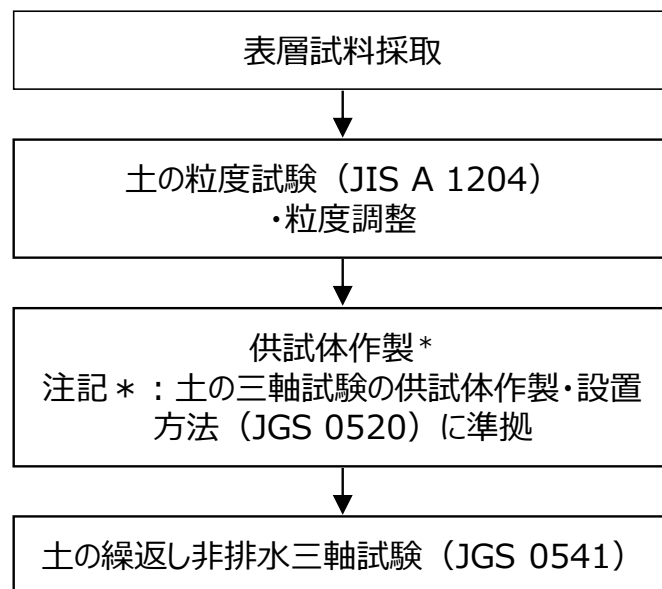 表層試料採取
土の粒度試験（JIS A 1204）
・粒度調整
供試体作製*
注記＊：土の三軸試験の供試体作製・設置
方法（JGS 0520）に準拠
土の繰返し非排水三軸試験（JGS 0541）